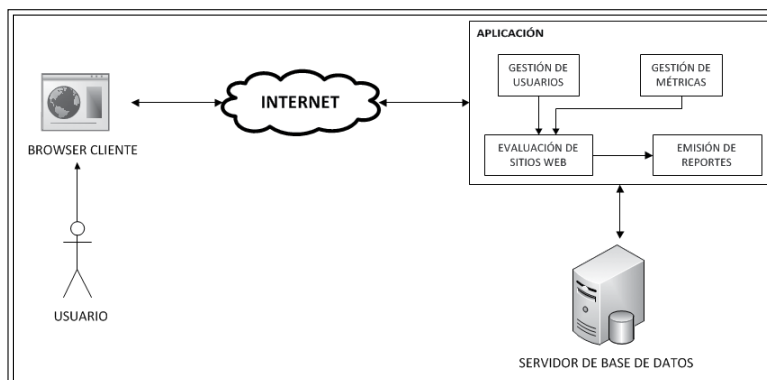 APLICACIÓN
GESTIÓN DE
USUARIOS
GESTIÓN DE
MÉTRICAS
INTERNET
BROWSER CLIENTE
EVALUACIÓN DE
SITIOS WEB
EMISIÓN DE
REPORTES
USUARIO
SERVIDOR DE BASE DE DATOS